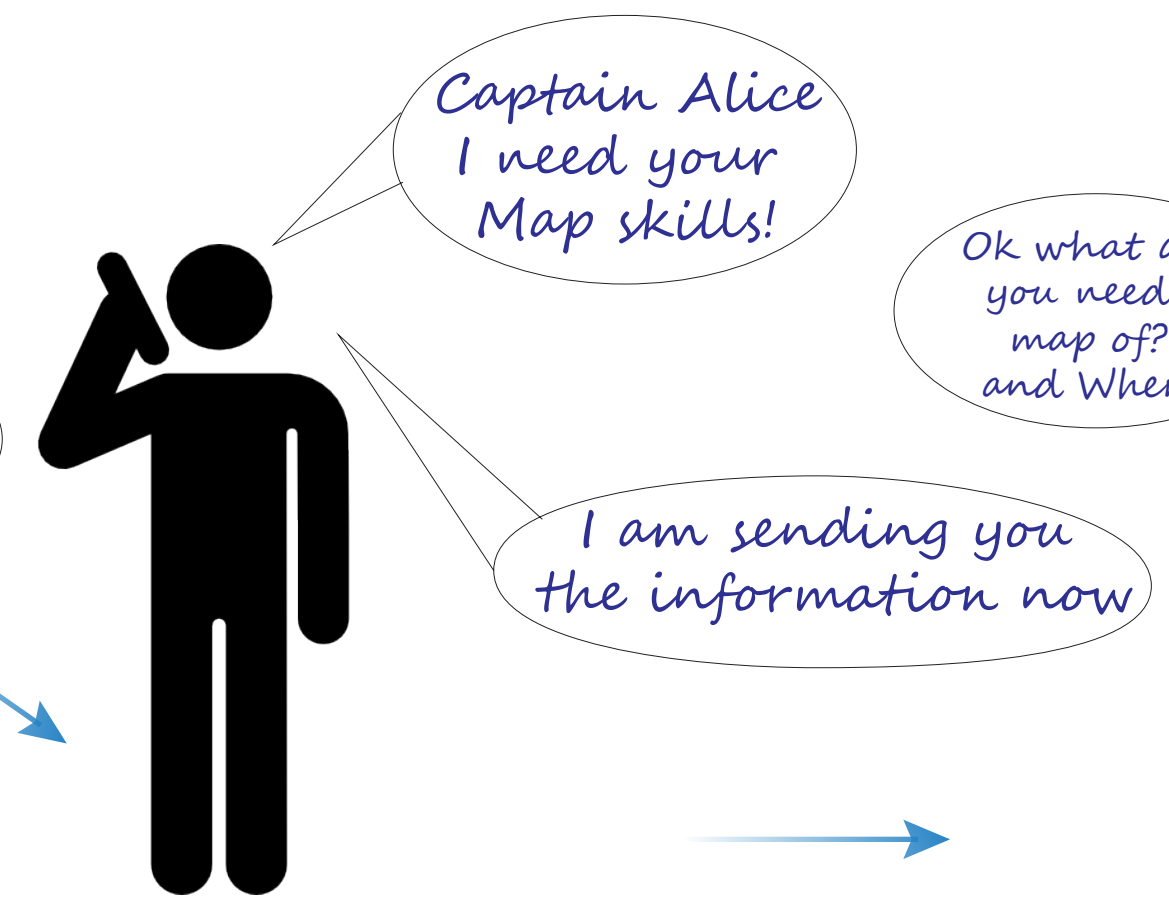 Captain Alice
I need your
Map skills!
Ok what
you need
map of?
and
I am sending you
the information now